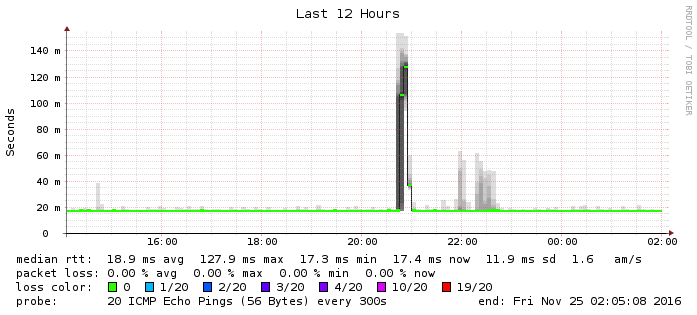 Last 12 Hours
RRDTOOL / TOBI OETIKER
Seconds
140 m
120 m
100 m
80 m
60 m
40 m
20 m
0
16:00 18:00 20:00 22:00 00:00 02:00
median rtt: 18.9 ms avg 127.9 ms max 17.3 ms min 17.4 ms now 11.9 ms sd 1.6 am/s
packet loss: 0.00 % avg 0.00 % max 0.00 % min 0.00 % now
loss color: 0 1/20 2/20 3/20 4/20 10/20 19/20
probe: 20 ICMP Echo Pings (56 Bytes) every 300s end: Fri Nov 25 02:05:08 2016